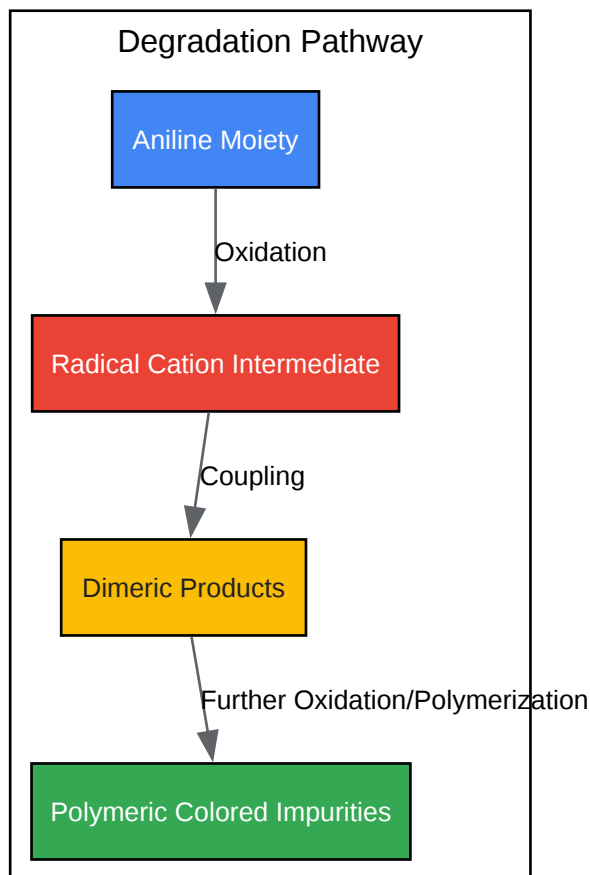 Degradation Pathway
Aniline Moiety
Oxidation
Radical Cation Intermediate
Coupling
Dimeric Products
Further Oxidation/Polymerization
Polymeric Colored Impurities